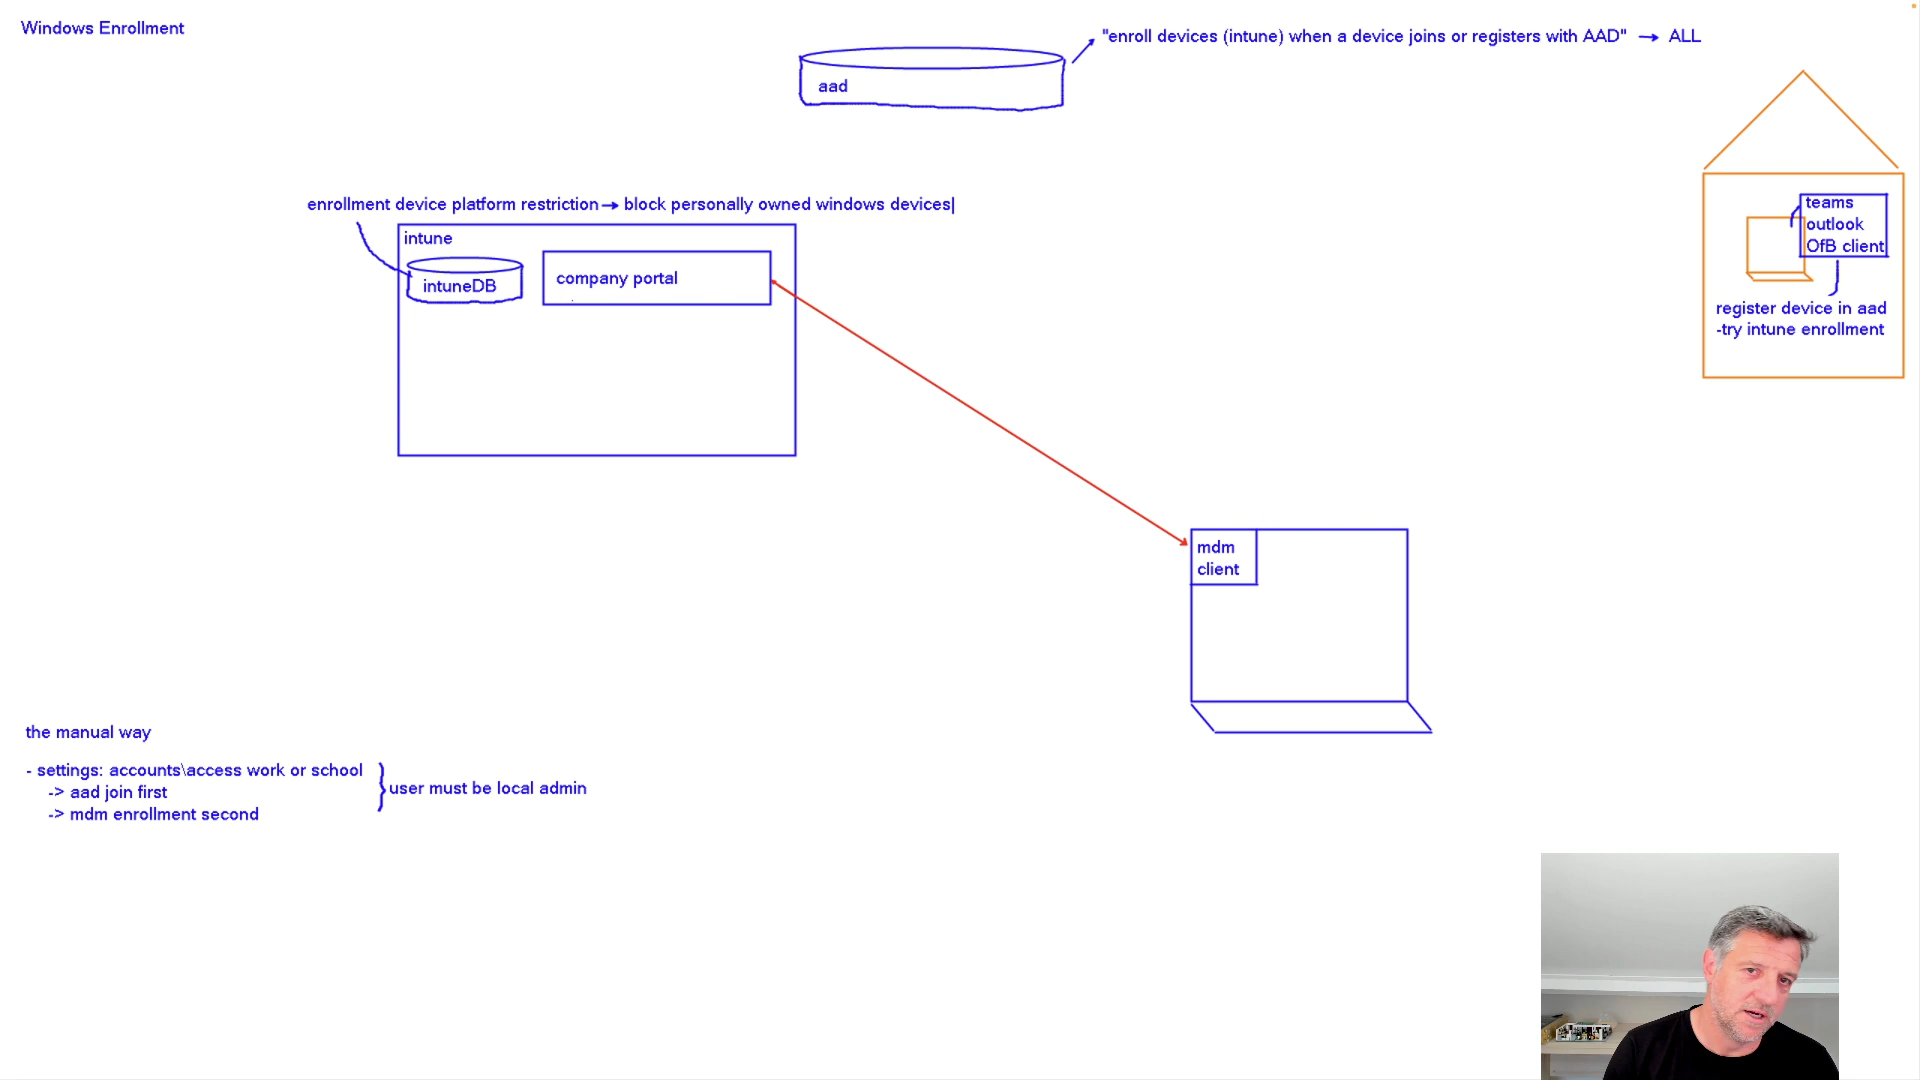 Windows Enrollment
"enroll devices (intune) when a device joins or registers with AAD" → ALL
aad
enrollment device platform restriction → block personally owned windows devices|
intune
intuneDB
company portal
teams
outlook
OfB client
register device in aad
-try intune enrollment
mdm
client
the manual way
- settings: accounts\access work or school
-> aad join first
-> mdm enrollment second
user must be local admin